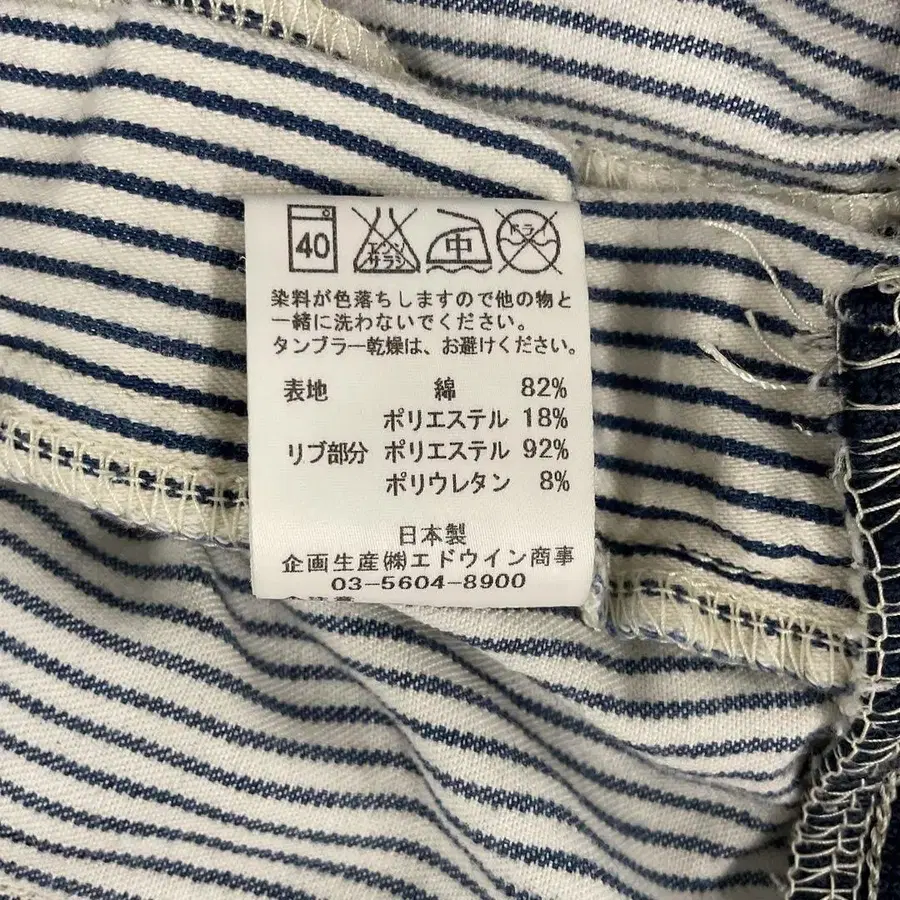 40 エンソ サラシ 中 ドライ
染料が色落ちしますので他の物と
一緒に洗わないでください。
タンブラー乾燥は、お避けください。
表地 綿 82%
ポリエステル 18%
リブ部分 ポリエステル 92%
ポリウレタン 8%
日本製
企画生産㈱エドウイン商事
03-5604-8900